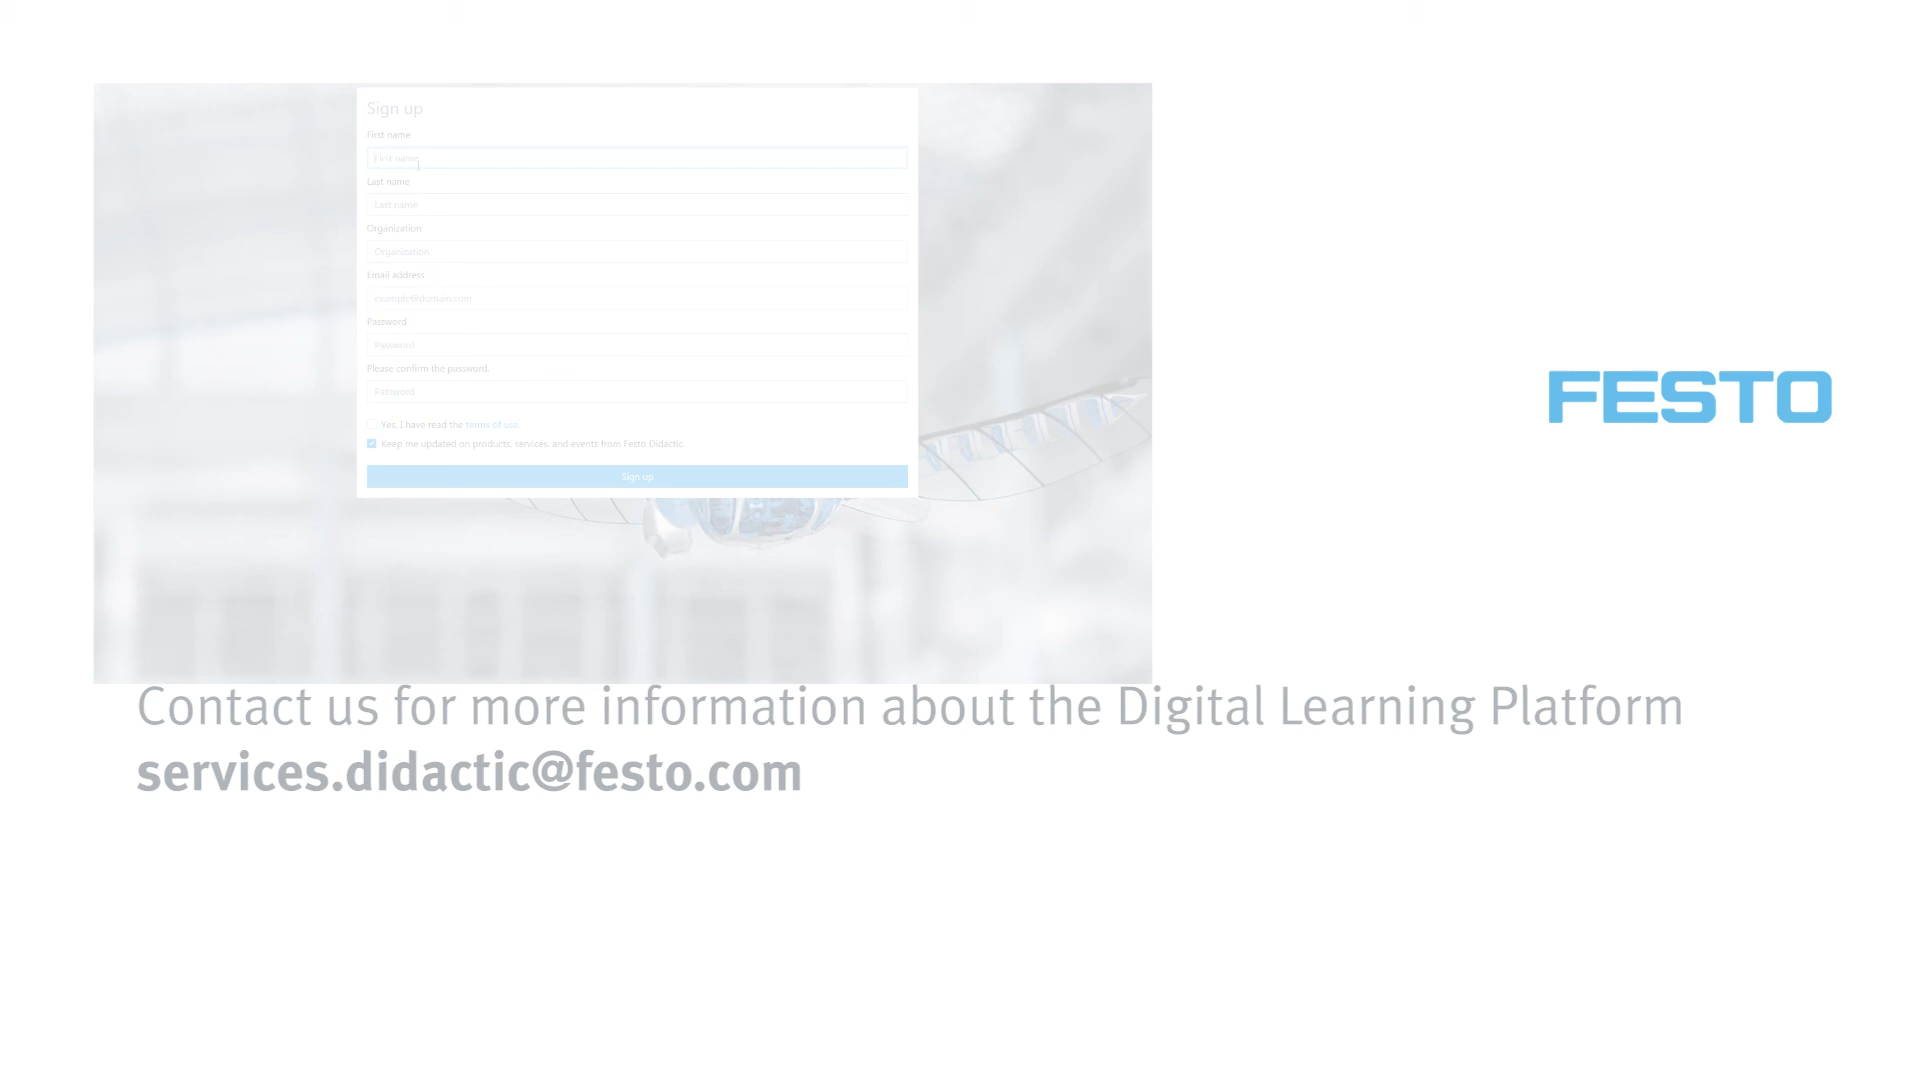 Sign up
First name
First name
Last name
Last name
Organization
Organization
Email address
example@domain.com
Password
Password
Please confirm the password.
Password
Yes, I have read the terms of use.
Keep me updated on products, services, and events from Festo Didactic.
Sign up
FESTO
Contact us for more information about the Digital Learning Platform
services.didactic@festo.com